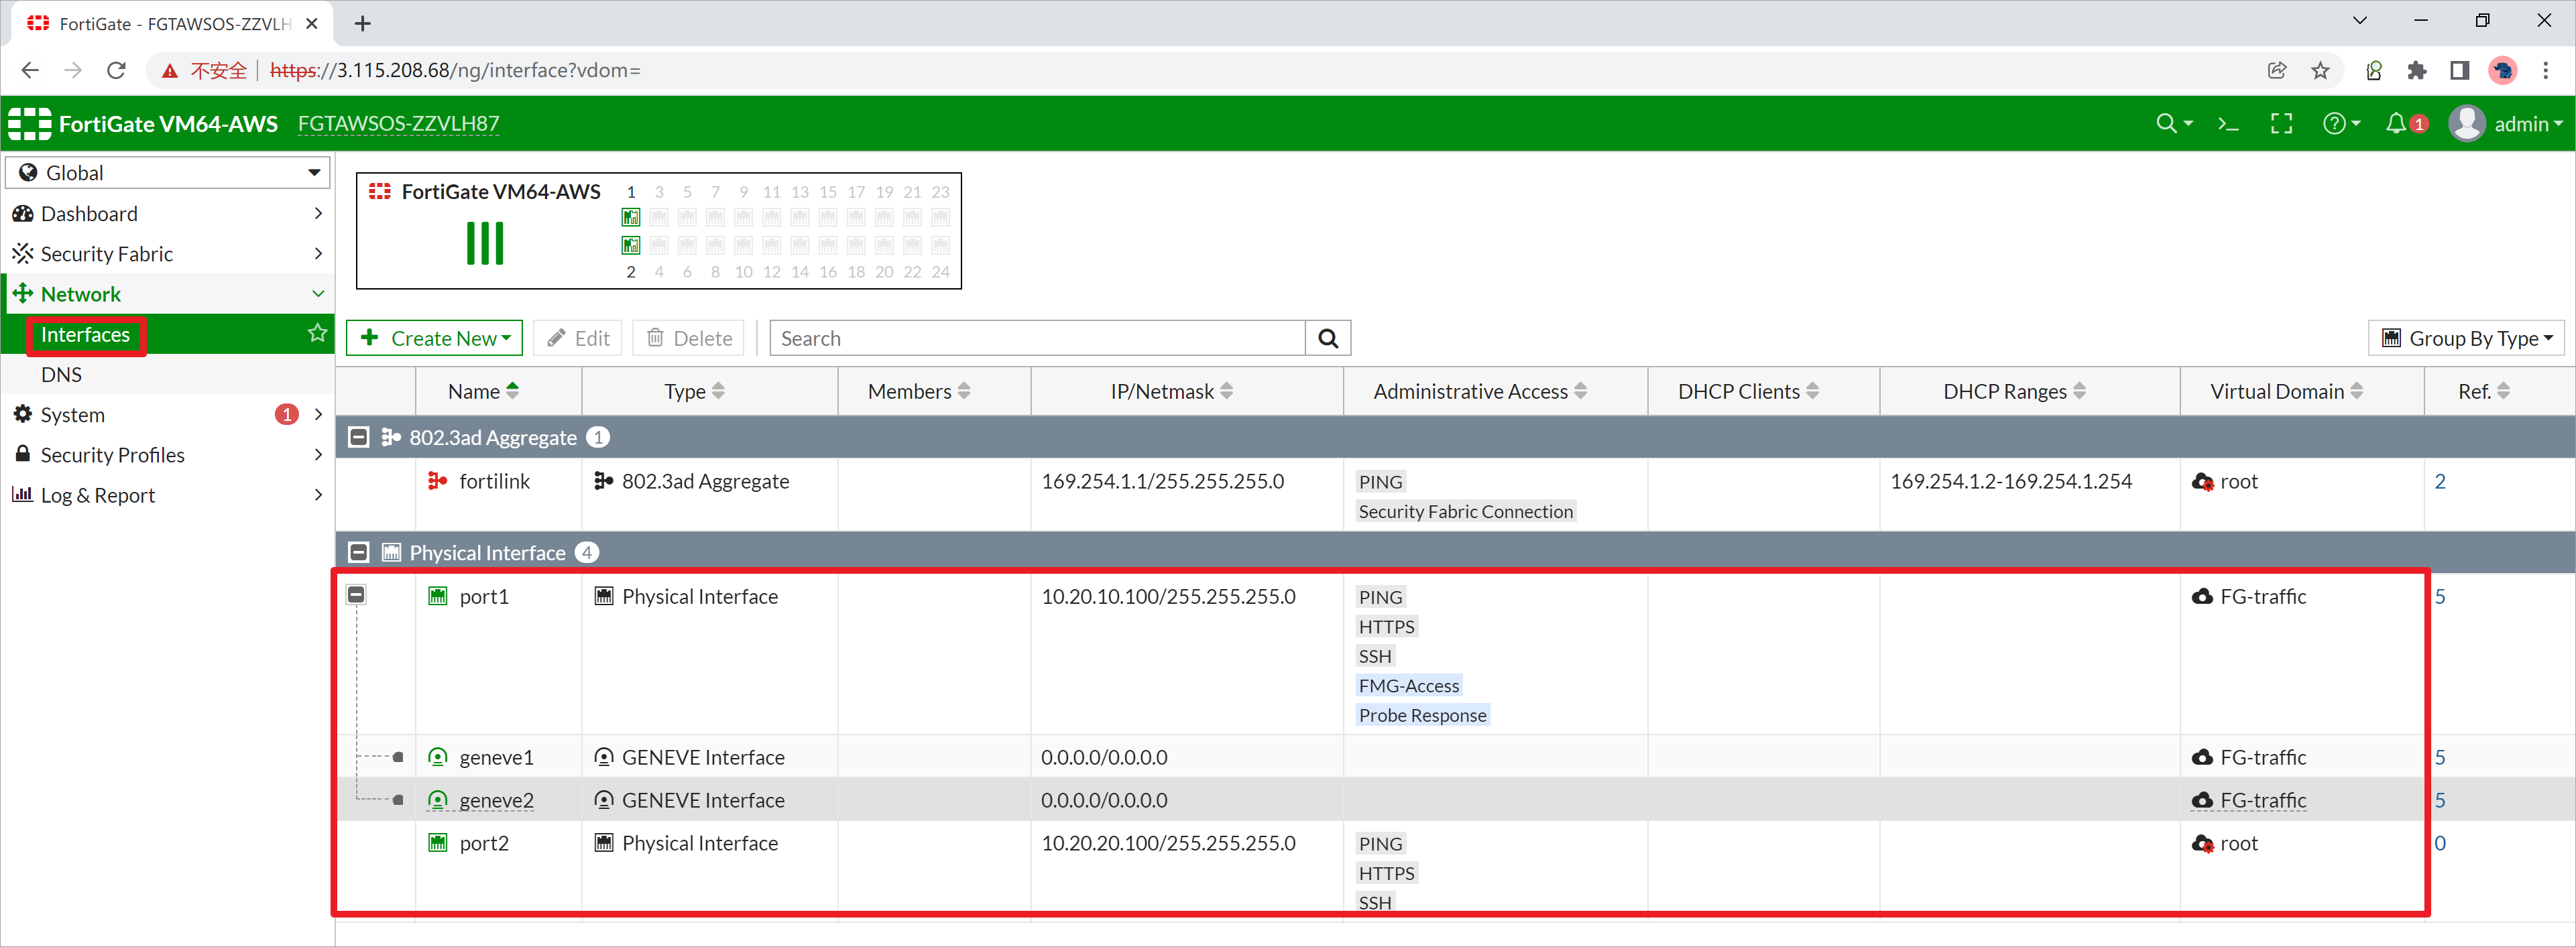 FortiGate - FGTAWSOS-ZZVLH
不安全 https://3.115.208.68/ng/interface?vdom=
FortiGate VM64-AWS FGTAWSOS-ZZVLH87 1 admin
Global
Dashboard
Security Fabric
Network
Interfaces
DNS
System 1
Security Profiles
Log & Report
FortiGate VM64-AWS 1 3 5 7 9 11 13 15 17 19 21 23
2 4 6 8 10 12 14 16 18 20 22 24
Create New Edit Delete Search Group By Type
Name Type Members IP/Netmask Administrative Access DHCP Clients DHCP Ranges Virtual Domain Ref.
802.3ad Aggregate 1
fortilink 802.3ad Aggregate 169.254.1.1/255.255.255.0 PING 169.254.1.2-169.254.1.254 root 2
Security Fabric Connection
Physical Interface 4
port1 Physical Interface 10.20.10.100/255.255.255.0 PING FG-traffic 5
HTTPS
SSH
FMG-Access
Probe Response
geneve1 GENEVE Interface 0.0.0.0/0.0.0.0 FG-traffic 5
geneve2 GENEVE Interface 0.0.0.0/0.0.0.0 FG-traffic 5
port2 Physical Interface 10.20.20.100/255.255.255.0 PING root 0
HTTPS
SSH